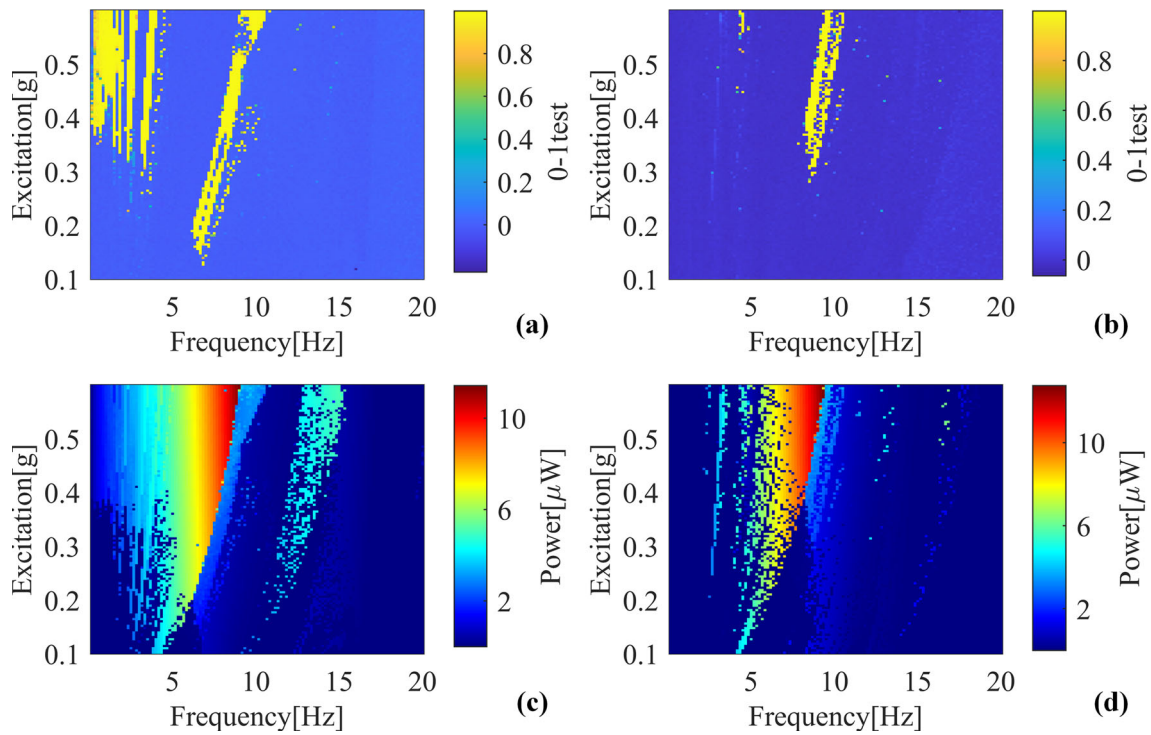 0.5
0.4
0.3
0.2
0.1
Excitation[g]
5 10 15 20
Frequency[Hz]
0.8
0.6
0.4
0.2
0
0-1test
(a)
0.5
0.4
0.3
0.2
0.1
Excitation[g]
5 10 15 20
Frequency[Hz]
0.8
0.6
0.4
0.2
0
0-1test
(b)
0.5
0.4
0.3
0.2
0.1
Excitation[g]
5 10 15 20
Frequency[Hz]
10
6
2
Power[μW]
(c)
0.5
0.4
0.3
0.2
0.1
Excitation[g]
5 10 15 20
Frequency[Hz]
10
6
2
Power[μW]
(d)